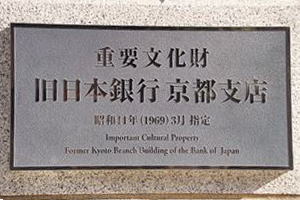 重要文化財
旧日本銀行 京都支店
昭和44年(1969)3月 指定
Important Cultural Property
Former Kyoto Branch Building of the Bank of Japan